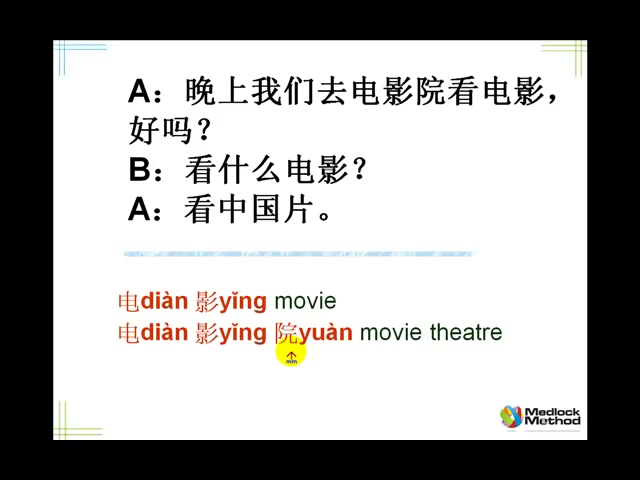 A：晚上我们去电影院看电影，
好吗？
B：看什么电影？
A：看中国片。
电diàn 影yǐng movie
电diàn 影yǐng 院yuàn movie theatre
mm
Medlock
Method